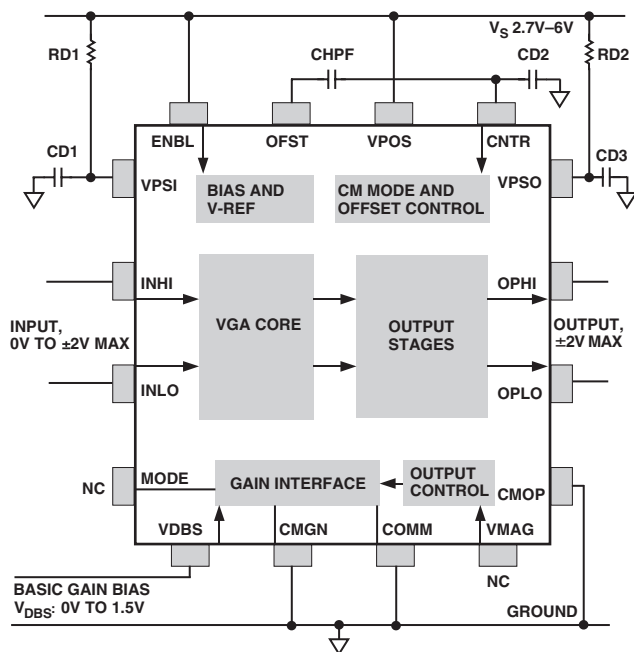 V_S 2.7V–6V
RD1
CHPF
CD2
RD2
ENBL
OFST
VPOS
CNTR
CD1
VPSI
BIAS AND
V-REF
CM MODE AND
OFFSET CONTROL
VPSO
CD3
INHI
OPHI
INPUT,
0V TO ±2V MAX
VGA CORE
OUTPUT
STAGES
OUTPUT,
±2V MAX
INLO
OPLO
NC
MODE
GAIN INTERFACE
OUTPUT
CONTROL
CMOP
VDBS
CMGN
COMM
VMAG
NC
BASIC GAIN BIAS
V_DBS: 0V TO 1.5V
GROUND